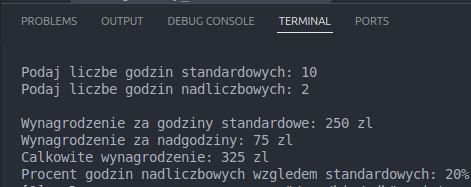 PROBLEMS OUTPUT DEBUG CONSOLE TERMINAL PORTS
Podaj liczbe godzin standardowych: 10
Podaj liczbe godzin nadliczbowych: 2
Wynagrodzenie za godziny standardowe: 250 zl
Wynagrodzenie za nadgodziny: 75 zl
Calkowite wynagrodzenie: 325 zl
Procent godzin nadliczbowych wzgledem standardowych: 20%